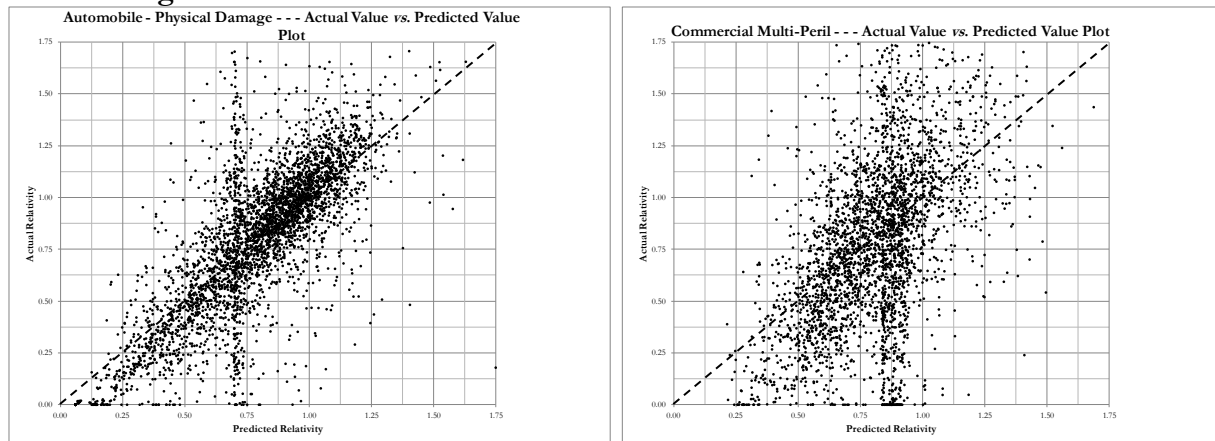 Automobile - Physical Damage - - - Actual Value vs. Predicted Value
Plot
1.75
1.50
1.25
1.00
0.75
0.50
0.25
0.00
Actual Relativity
0.00 0.25 0.50 0.75 1.00 1.25 1.50 1.75
Predicted Relativity
Commercial Multi-Peril - - - Actual Value vs. Predicted Value Plot
1.75
1.50
1.25
1.00
0.75
0.50
0.25
0.00
Actual Relativity
0.00 0.25 0.50 0.75 1.00 1.25 1.50 1.75
Predicted Relativity